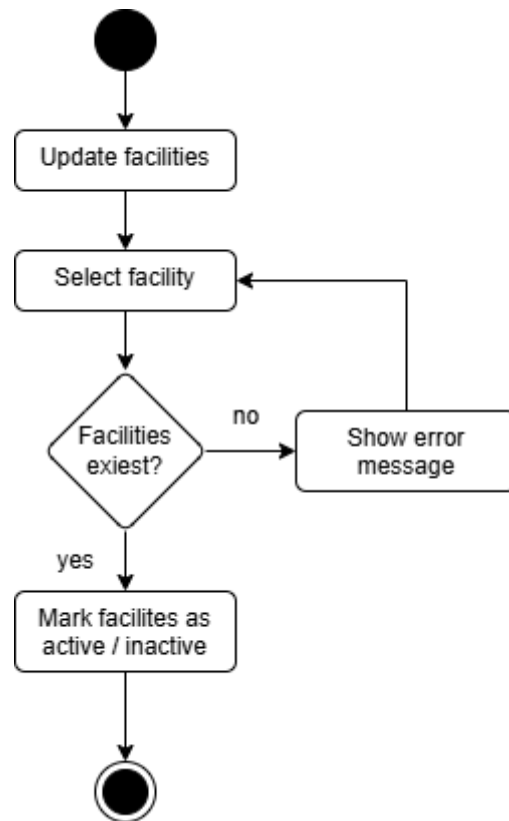 Update facilities
Select facility
Facilities
exiest?
no
Show error
message
yes
Mark facilites as
active / inactive